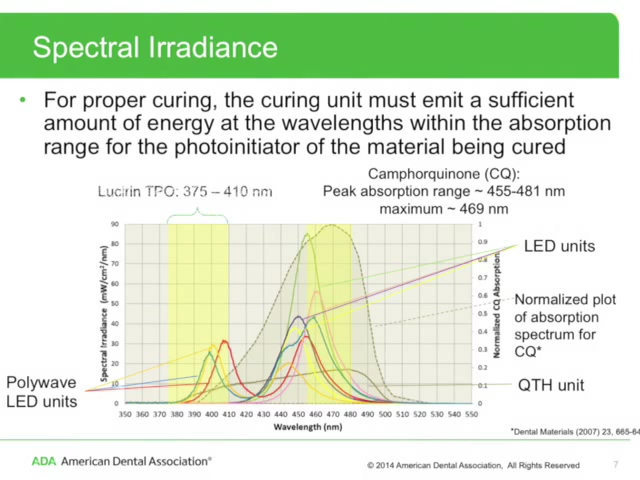 Spectral Irradiance
• For proper curing, the curing unit must emit a sufficient
amount of energy at the wavelengths within the absorption
range for the photoinitiator of the material being cured
Lucirin TPO: 375 – 410 nm
Camphorquinone (CQ):
Peak absorption range ~ 455-481 nm
maximum ~ 469 nm
Spectral Irradiance (mW/cm²/nm)
90
80
70
60
50
40
30
20
10
0
1
0.9
0.8
0.7
0.6
0.5
0.4
0.3
0.2
0.1
0
Normalized CQ Absorption
LED units
Normalized plot
of absorption
spectrum for
CQ*
QTH unit
Polywave
LED units
350 360 370 380 390 400 410 420 430 440 450 460 470 480 490 500 510 520 530 540 550
Wavelength (nm)
*Dental Materials (2007) 23, 665-64
ADA American Dental Association®
© 2014 American Dental Association, All Rights Reserved
7